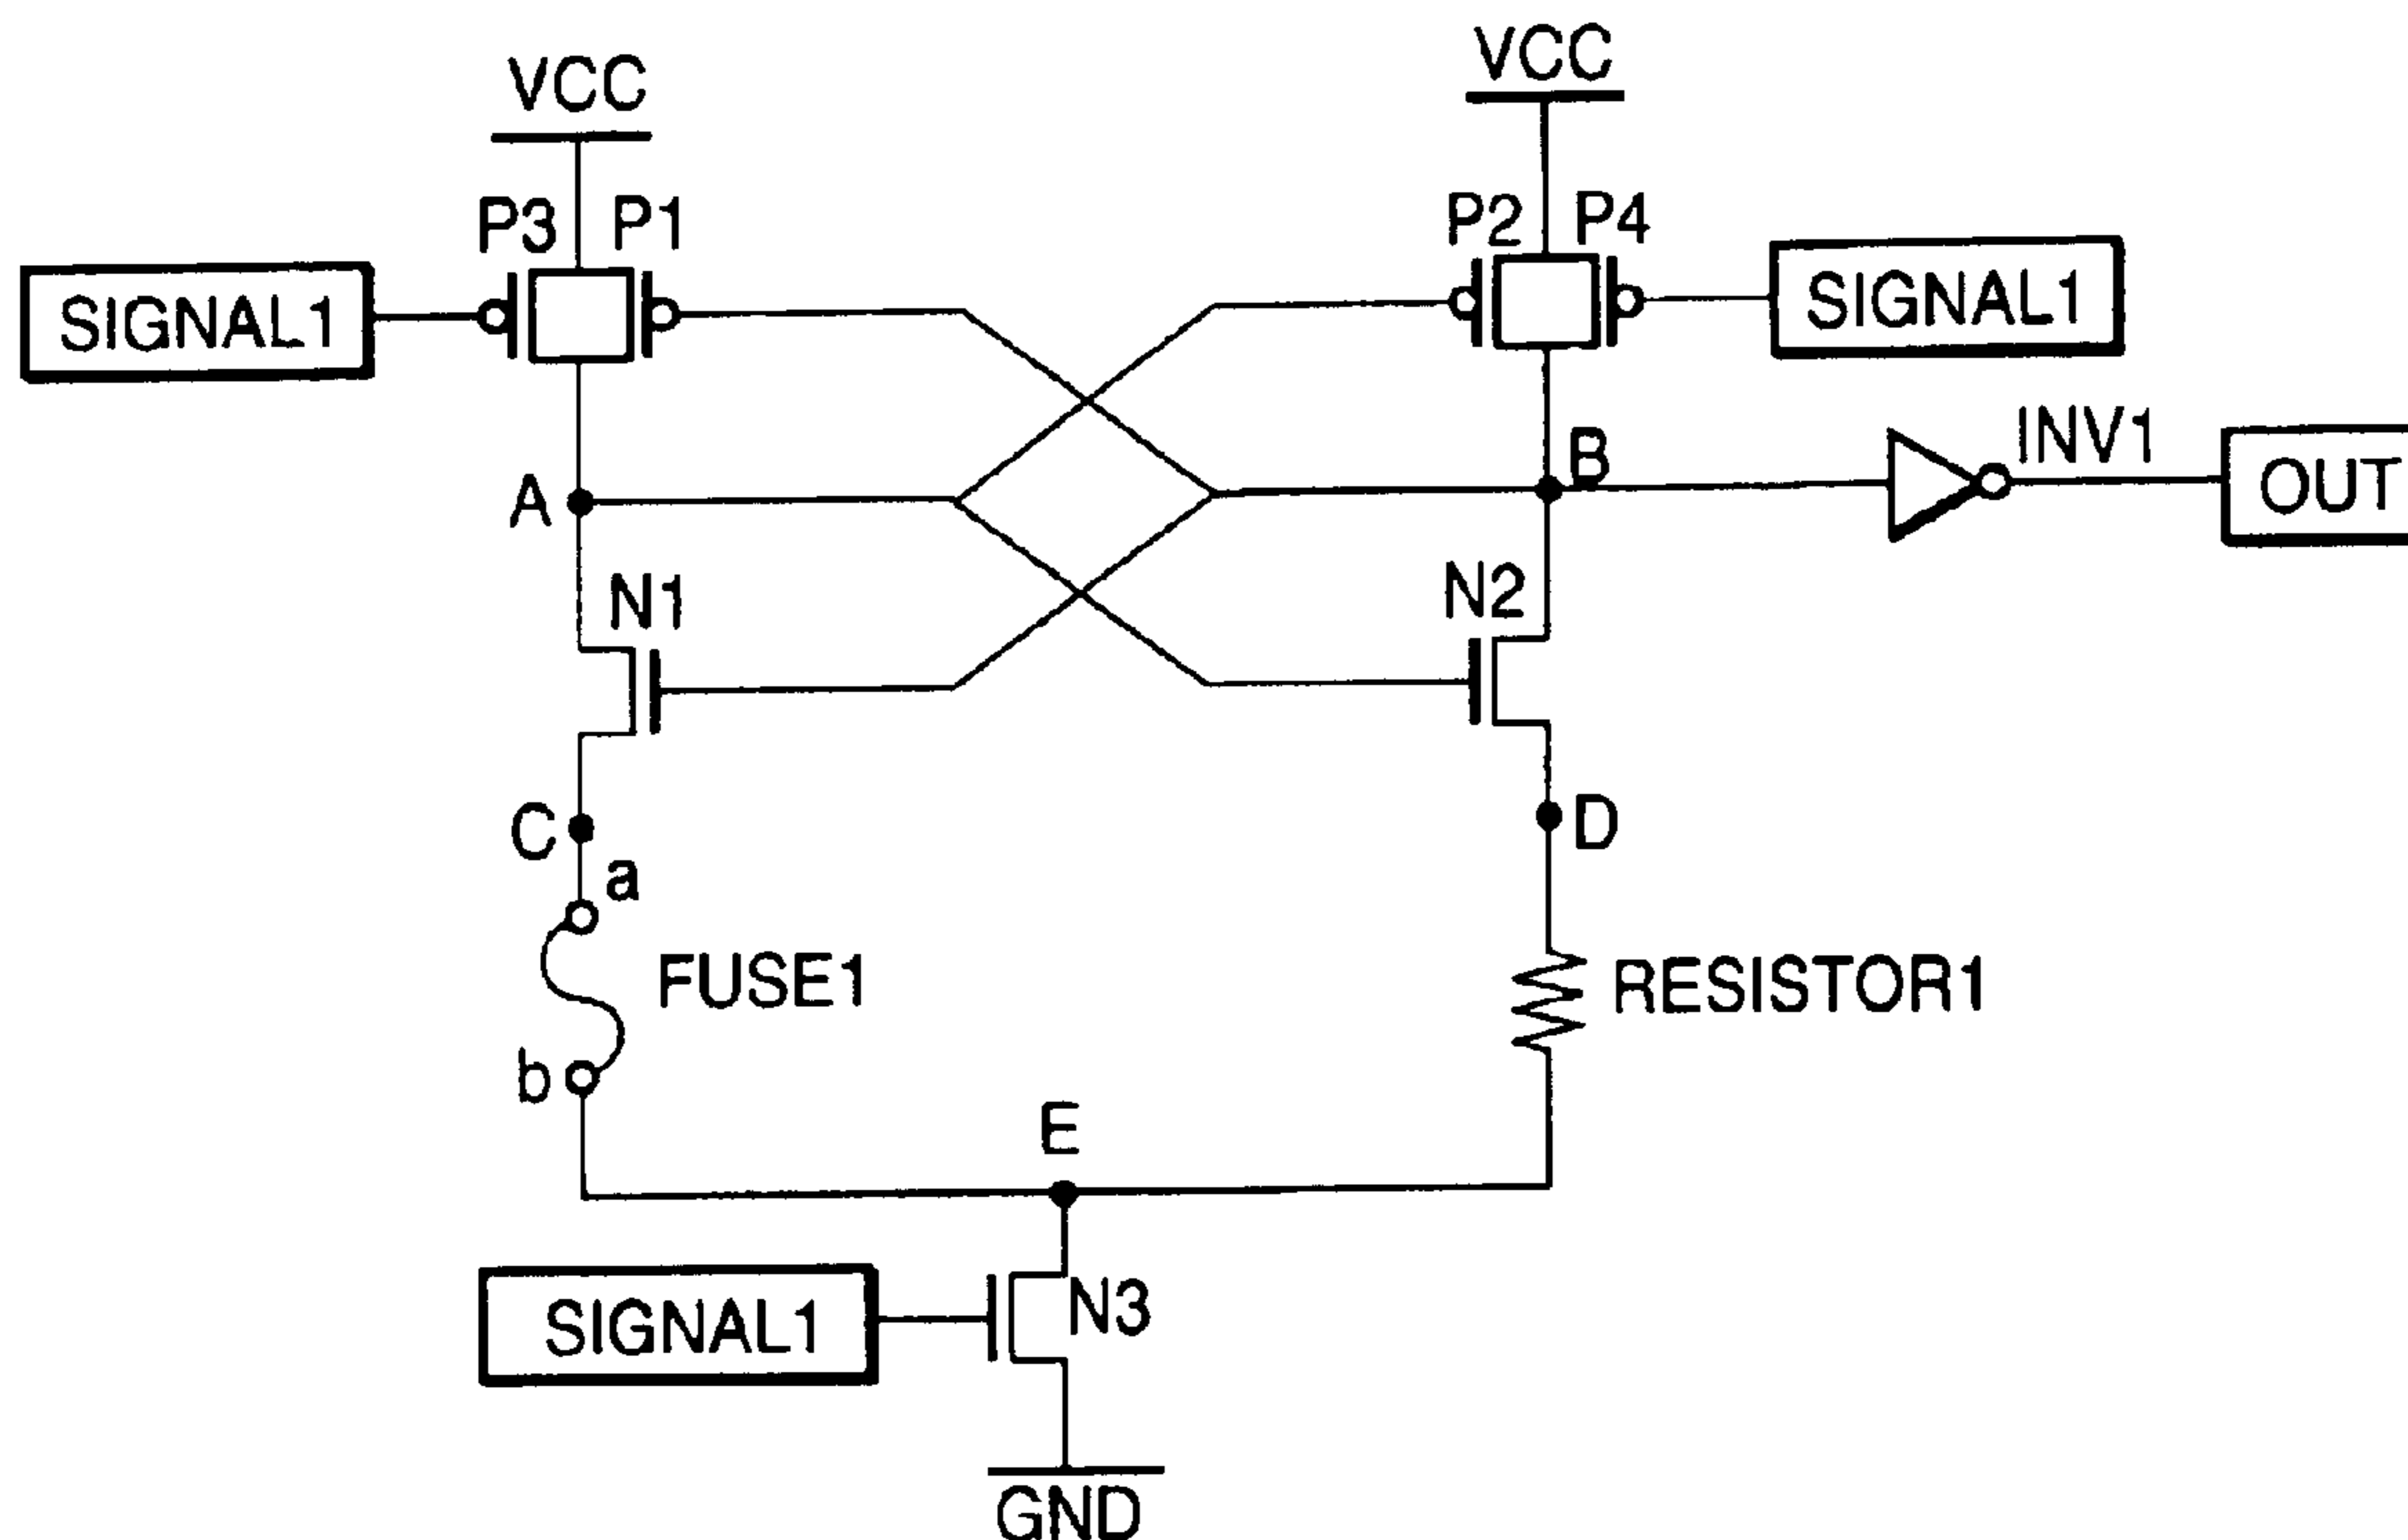 VCC
VCC
P3
P1
P2
P4
SIGNAL1
SIGNAL1
A
B
INV1
OUT
N1
N2
C
a
D
FUSE1
RESISTOR1
b
E
SIGNAL1
N3
GND